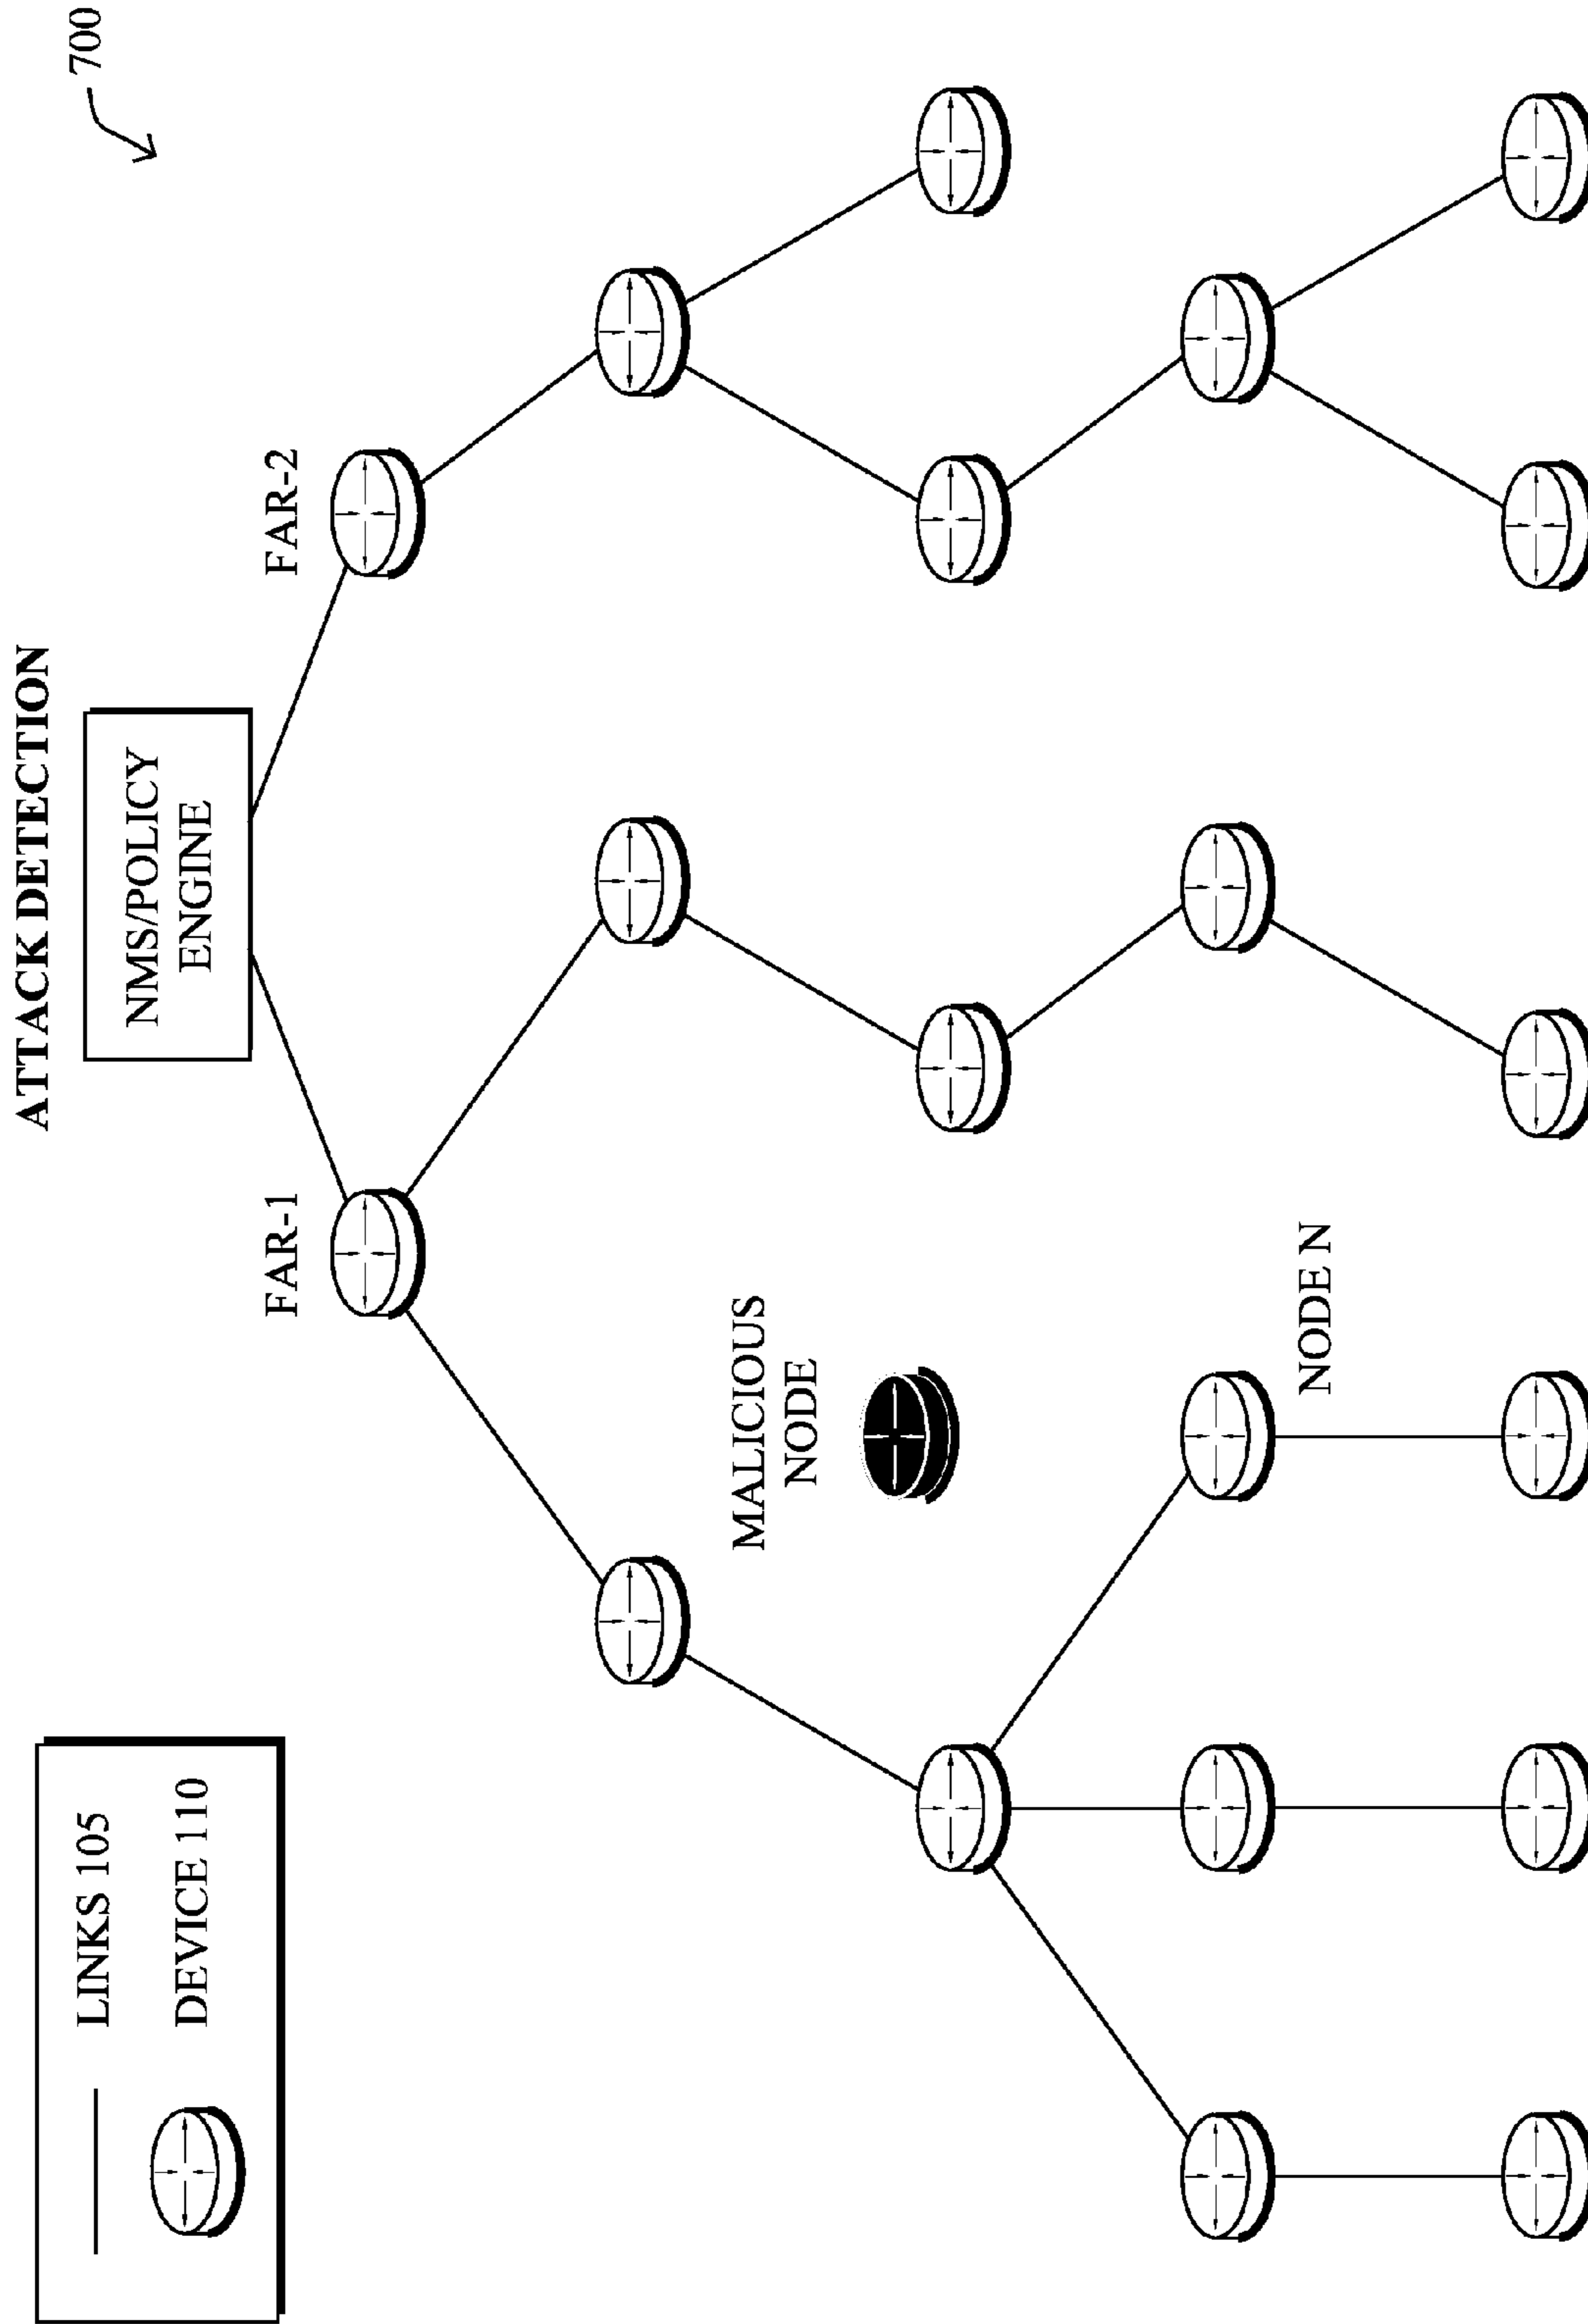 ATTACK DETECTION
700
LINKS 105
DEVICE 110
NMS/POLICY
ENGINE
FAR-1
FAR-2
MALICIOUS
NODE
NODE N